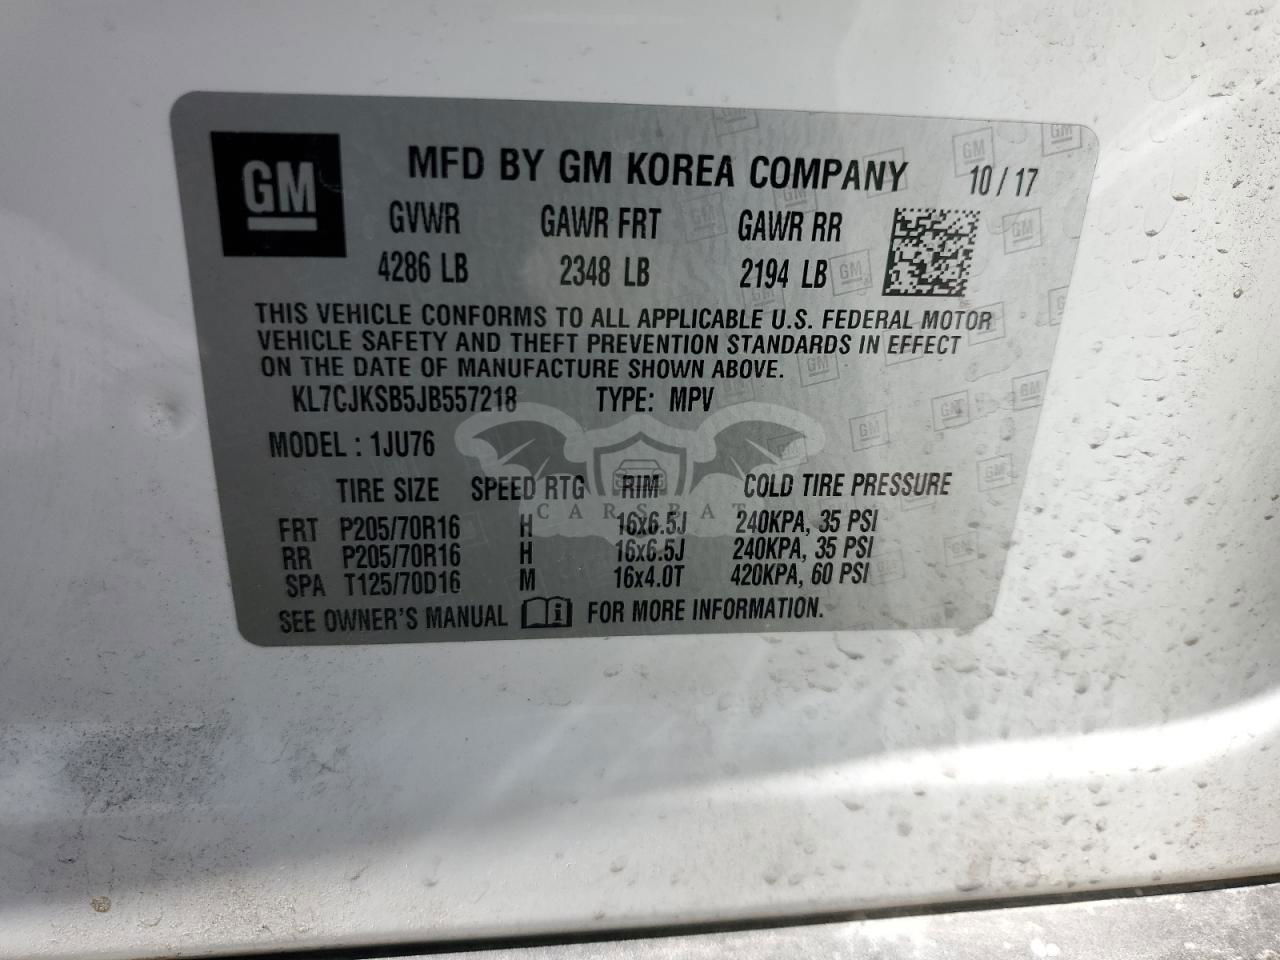 GM MFD BY GM KOREA COMPANY 10/17
GVWR GAWR FRT GAWR RR
4286 LB 2348 LB 2194 LB
THIS VEHICLE CONFORMS TO ALL APPLICABLE U.S. FEDERAL MOTOR
VEHICLE SAFETY AND THEFT PREVENTION STANDARDS IN EFFECT
ON THE DATE OF MANUFACTURE SHOWN ABOVE.
KL7CJKSB5JB557218 TYPE: MPV
MODEL : 1JU76
TIRE SIZE SPEED RTG RIM COLD TIRE PRESSURE
CARSBAT
FRT P205/70R16 H 16x6.5J 240KPA, 35 PSI
RR P205/70R16 H 16x6.5J 240KPA, 35 PSI
SPA T125/70D16 M 16x4.0T 420KPA, 60 PSI
SEE OWNER'S MANUAL i FOR MORE INFORMATION.